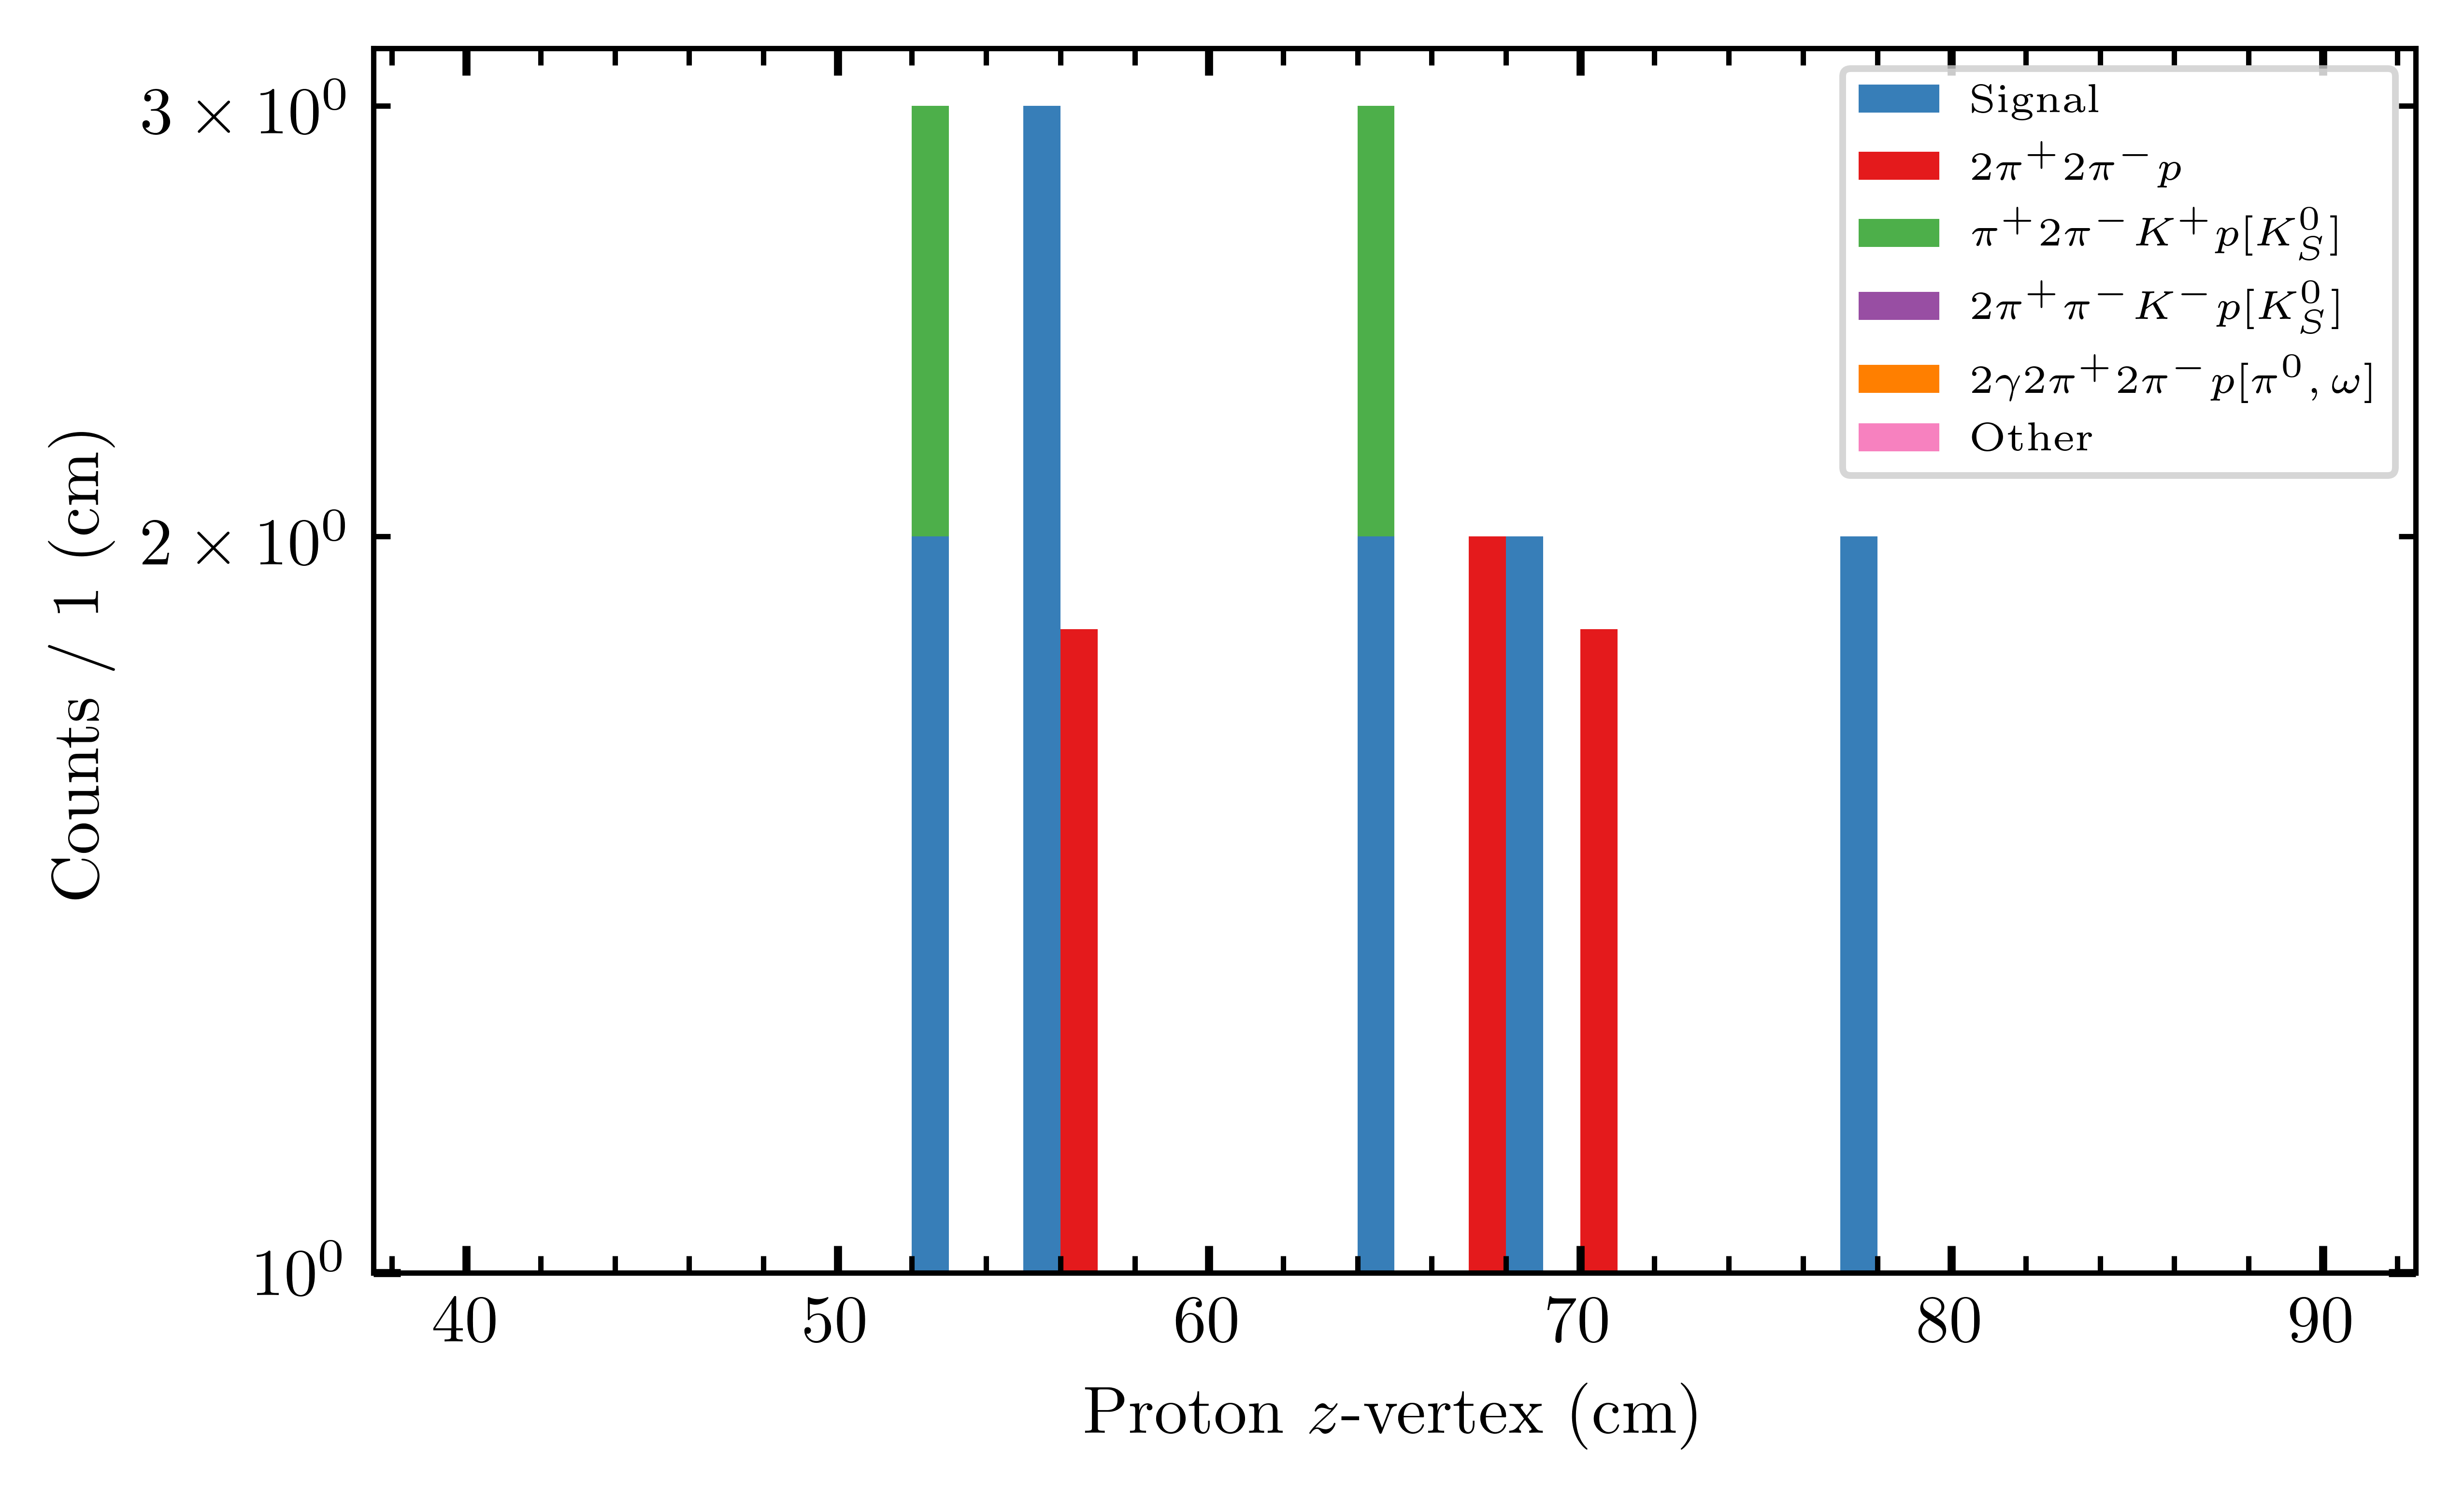 3 × 10⁰
2 × 10⁰
10⁰
Counts / 1 (cm)
40 50 60 70 80 90
Proton z-vertex (cm)
Signal
2π⁺2π⁻p
π⁺2π⁻K⁺p[K⁰_S]
2π⁺π⁻K⁻p[K⁰_S]
2γ2π⁺2π⁻p[π⁰, ω]
Other